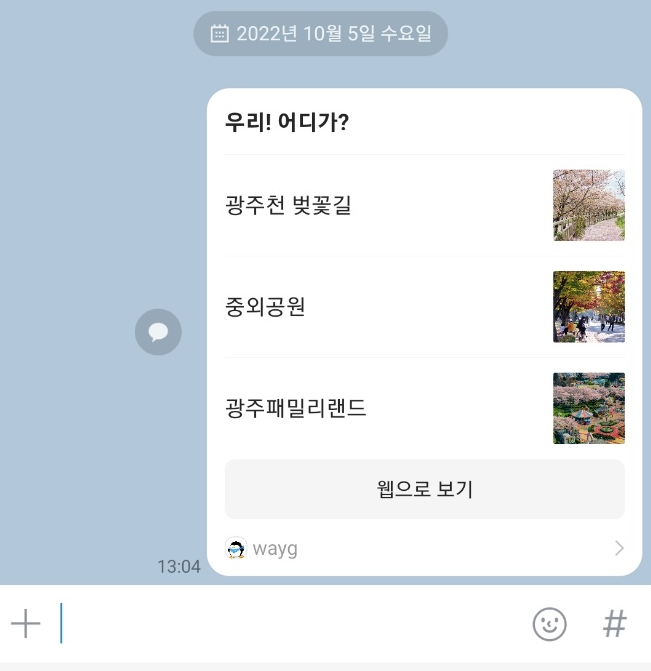 2022년 10월 5일 수요일
우리! 어디가?
광주천 벚꽃길
중외공원
광주패밀리랜드
웹으로 보기
wayg
13:04
#